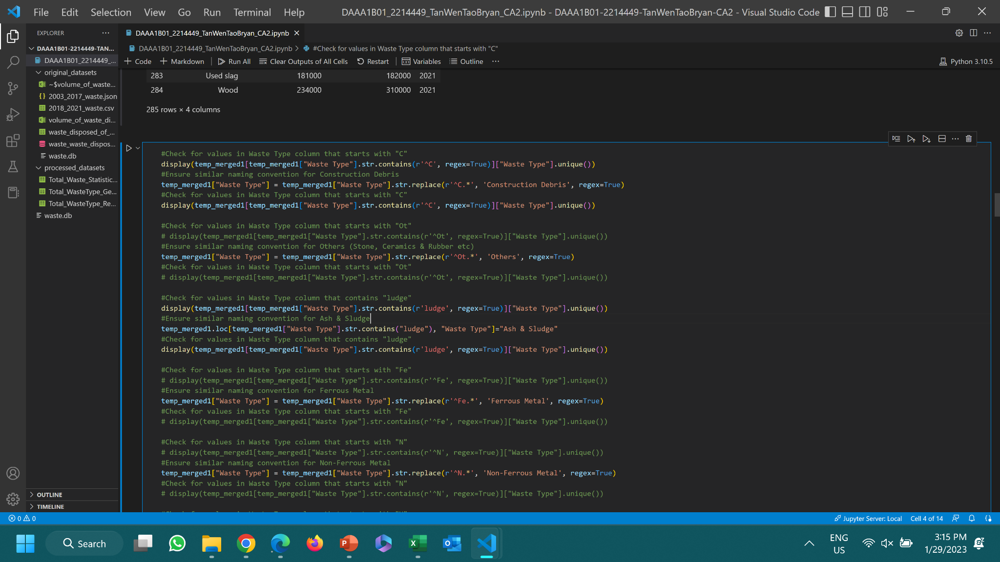 File Edit Selection View Go Run Terminal Help
DAAA1B01_2214449_TanWenTaoBryan_CA2.ipynb - DAAA1B01-2214449-TanWenTaoBryan-CA2 - Visual Studio Code
EXPLORER
DAAA1B01_2214449_TanWenTaoBryan_CA2.ipynb
DAAA1B01-2214449-TAN...
DAAA1B01_2214449_...
original_datasets
~$volume_of_waste...
2003_2017_waste.json
2018_2021_waste.csv
volume_of_waste_di...
waste_disposed_of_...
waste_waste_dispos...
waste.db
processed_datasets
Total_Waste_Statistic...
Total_WasteType_Ge...
Total_WasteType_Re...
waste.db
OUTLINE
TIMELINE
DAAA1B01_2214449_TanWenTaoBryan_CA2.ipynb > #Check for values in Waste Type column that starts with "C"
+ Code + Markdown Run All Clear Outputs of All Cells Restart Variables Outline ...
Python 3.10.5
283 Used slag 181000 182000 2021
284 Wood 234000 310000 2021
285 rows × 4 columns
#Check for values in Waste Type column that starts with "C"
display(temp_merged1[temp_merged1["Waste Type"].str.contains(r'^C', regex=True)]["Waste Type"].unique())
#Ensure similar naming convention for Construction Debris
temp_merged1["Waste Type"] = temp_merged1["Waste Type"].str.replace(r'^C.*', 'Construction Debris', regex=True)
#Check for values in Waste Type column that starts with "C"
display(temp_merged1[temp_merged1["Waste Type"].str.contains(r'^C', regex=True)]["Waste Type"].unique())
#Check for values in Waste Type column that starts with "Ot"
# display(temp_merged1[temp_merged1["Waste Type"].str.contains(r'^Ot', regex=True)]["Waste Type"].unique())
#Ensure similar naming convention for Others (Stone, Ceramics & Rubber etc)
temp_merged1["Waste Type"] = temp_merged1["Waste Type"].str.replace(r'^Ot.*', 'Others', regex=True)
#Check for values in Waste Type column that starts with "Ot"
# display(temp_merged1[temp_merged1["Waste Type"].str.contains(r'^Ot', regex=True)]["Waste Type"].unique())
#Check for values in Waste Type column that contains "ludge"
display(temp_merged1[temp_merged1["Waste Type"].str.contains(r'ludge', regex=True)]["Waste Type"].unique())
#Ensure similar naming convention for Ash & Sludge
temp_merged1.loc[temp_merged1["Waste Type"].str.contains("ludge"), "Waste Type"]="Ash & Sludge"
#Check for values in Waste Type column that contains "ludge"
display(temp_merged1[temp_merged1["Waste Type"].str.contains(r'ludge', regex=True)]["Waste Type"].unique())
#Check for values in Waste Type column that starts with "Fe"
# display(temp_merged1[temp_merged1["Waste Type"].str.contains(r'^Fe', regex=True)]["Waste Type"].unique())
#Ensure similar naming convention for Ferrous Metal
temp_merged1["Waste Type"] = temp_merged1["Waste Type"].str.replace(r'^Fe.*', 'Ferrous Metal', regex=True)
#Check for values in Waste Type column that starts with "Fe"
# display(temp_merged1[temp_merged1["Waste Type"].str.contains(r'^Fe', regex=True)]["Waste Type"].unique())
#Check for values in Waste Type column that starts with "N"
# display(temp_merged1[temp_merged1["Waste Type"].str.contains(r'^N', regex=True)]["Waste Type"].unique())
#Ensure similar naming convention for Non-Ferrous Metal
temp_merged1["Waste Type"] = temp_merged1["Waste Type"].str.replace(r'^N.*', 'Non-Ferrous Metal', regex=True)
#Check for values in Waste Type column that starts with "N"
# display(temp_merged1[temp_merged1["Waste Type"].str.contains(r'^N', regex=True)]["Waste Type"].unique())
0 0
Jupyter Server: Local Cell 4 of 14
Search
ENG
US
3:15 PM
1/29/2023